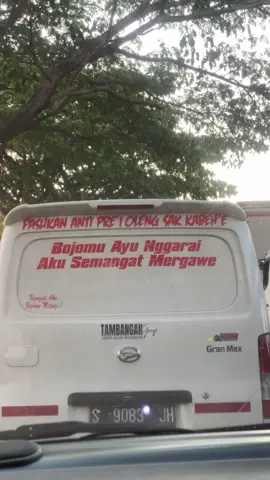 PASUKAN ANTI PRE'I OLENG SAK KABEH'E
Bojomu Ayu Nggarai
Aku Semangat Mergawe
TAMBANGAN
Gran Max
S 9083 JH